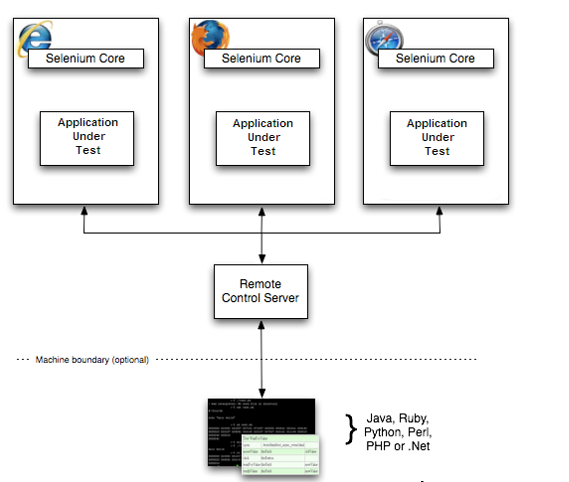 Selenium Core
Selenium Core
Selenium Core
Application
Under
Test
Application
Under
Test
Application
Under
Test
Remote
Control Server
Machine boundary (optional)
Java, Ruby,
Python, Perl,
PHP or .Net